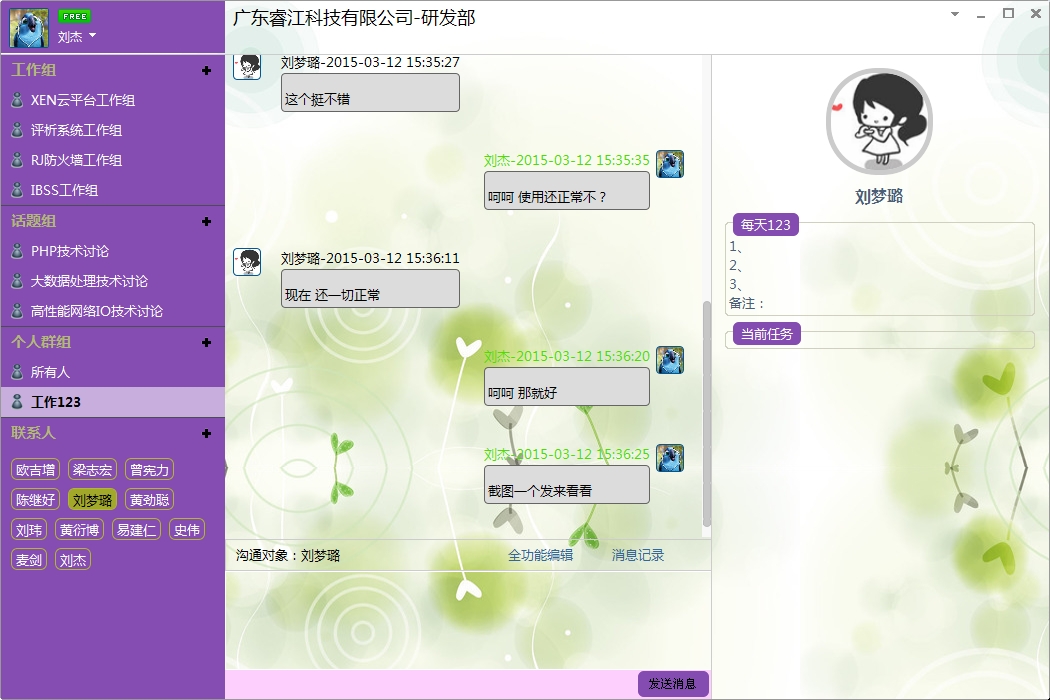 FREE
刘杰
工作组
XEN云平台工作组
评析系统工作组
RJ防火墙工作组
IBSS工作组
话题组
PHP技术讨论
大数据处理技术讨论
高性能网络IO技术讨论
个人群组
所有人
工作123
联系人
欧吉增 梁志宏 曾宪力
陈继好 刘梦璐 黄劲聪
刘玮 黄衍博 易建仁 史伟
麦剑 刘杰
广东睿江科技有限公司-研发部
刘梦璐-2015-03-12 15:35:27
这个挺不错
刘杰-2015-03-12 15:35:35
呵呵 使用还正常不？
刘梦璐-2015-03-12 15:36:11
现在 还一切正常
刘杰-2015-03-12 15:36:20
呵呵 那就好
刘杰-2015-03-12 15:36:25
截图一个发来看看
沟通对象：刘梦璐 全功能编辑 消息记录
发送消息
刘梦璐
每天123
1、
2、
3、
备注：
当前任务